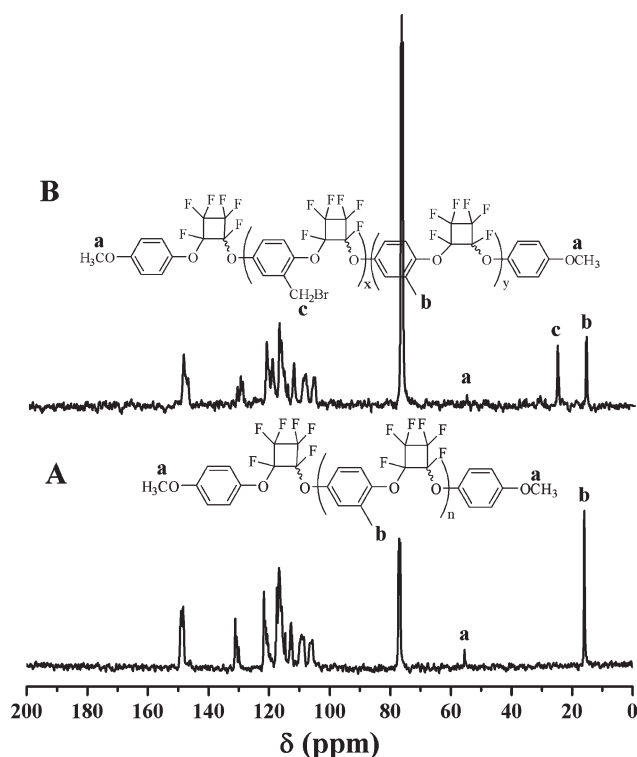 B
F F F F F F F F F F F F
F F F F F F
a
H₃CO
O
O
O
O
O
O
OCH₃
a
CH₂Br
x
y
c
b
a
c
b
A
F F F F F F F F
F F F F
a
H₃CO
O
O
O
O
OCH₃
a
n
b
a
b
200 180 160 140 120 100 80 60 40 20 0
δ (ppm)